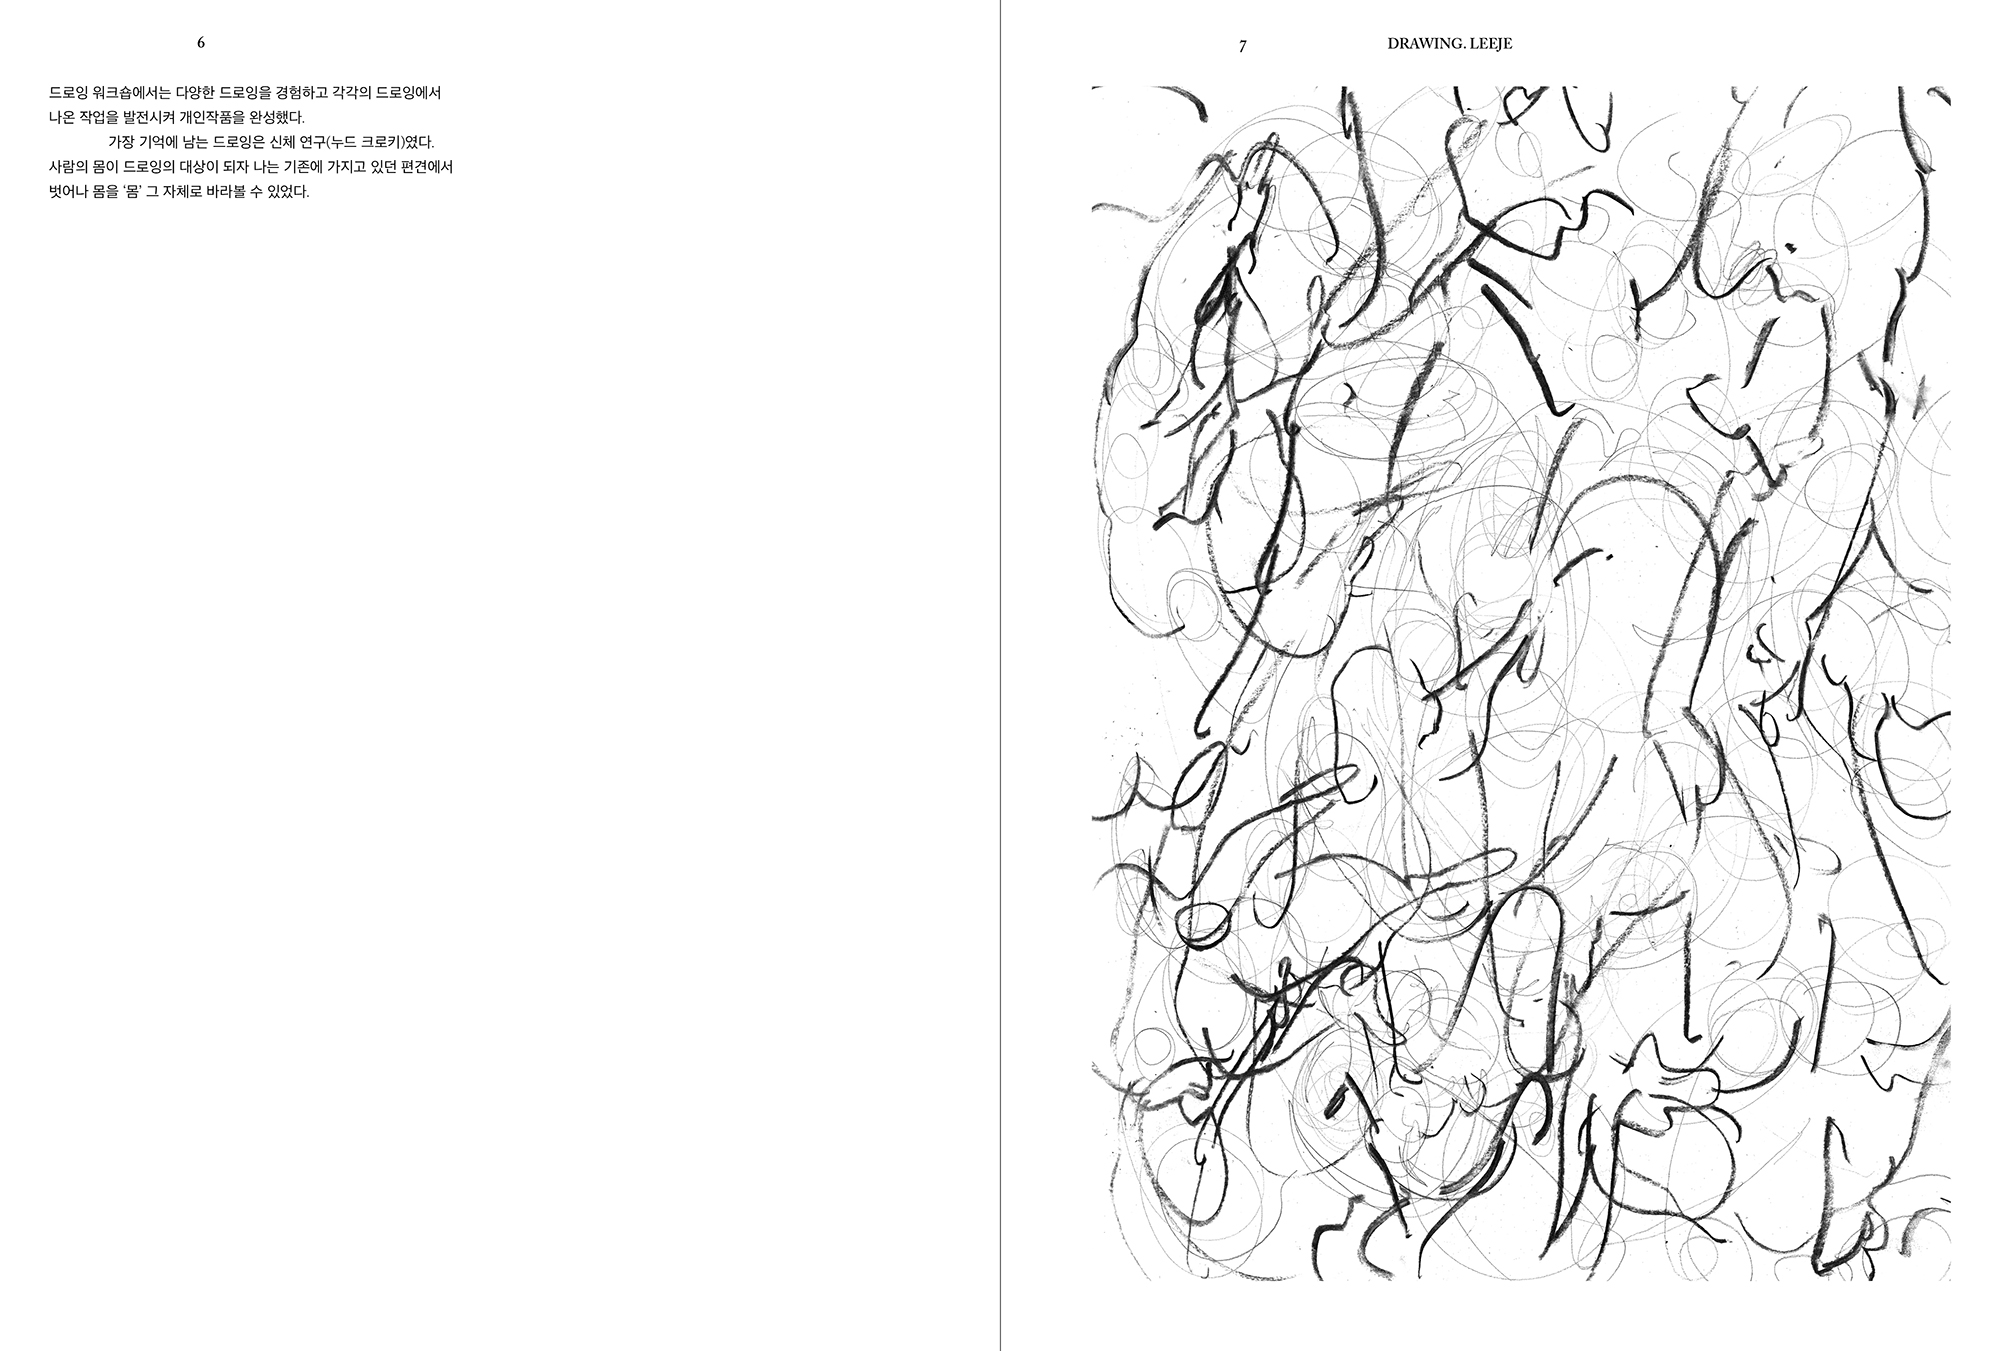 6
드로잉 워크숍에서는 다양한 드로잉을 경험하고 각각의 드로잉에서
나온 작업을 발전시켜 개인작품을 완성했다.
가장 기억에 남는 드로잉은 신체 연구(누드 크로키)였다.
사람의 몸이 드로잉의 대상이 되자 나는 기존에 가지고 있던 편견에서
벗어나 몸을 ‘몸’ 그 자체로 바라볼 수 있었다.
7
DRAWING. LEEJE